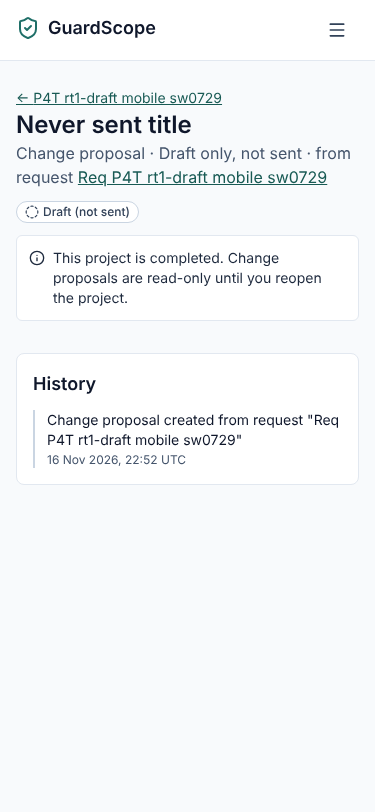 GuardScope
← P4T rt1-draft mobile sw0729
Never sent title
Change proposal · Draft only, not sent · from
request Req P4T rt1-draft mobile sw0729
Draft (not sent)
This project is completed. Change
proposals are read-only until you reopen
the project.
History
Change proposal created from request "Req
P4T rt1-draft mobile sw0729"
16 Nov 2026, 22:52 UTC